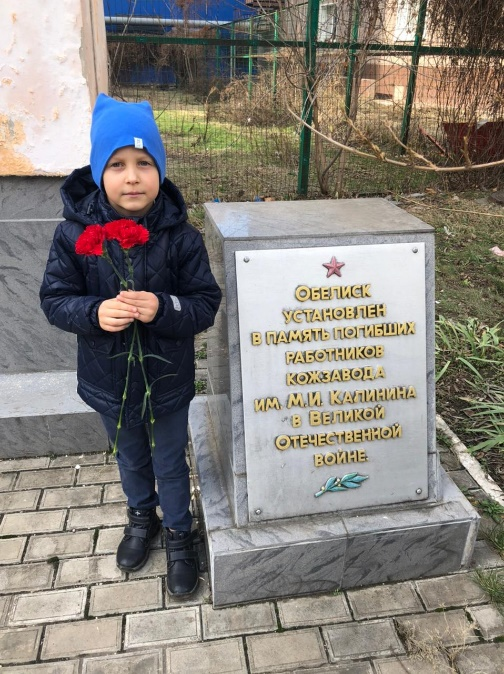 Обелиск
установлен
в память погибших
работников
кожзавода
им. М.И. Калинина
в Великой
Отечественной
войне.